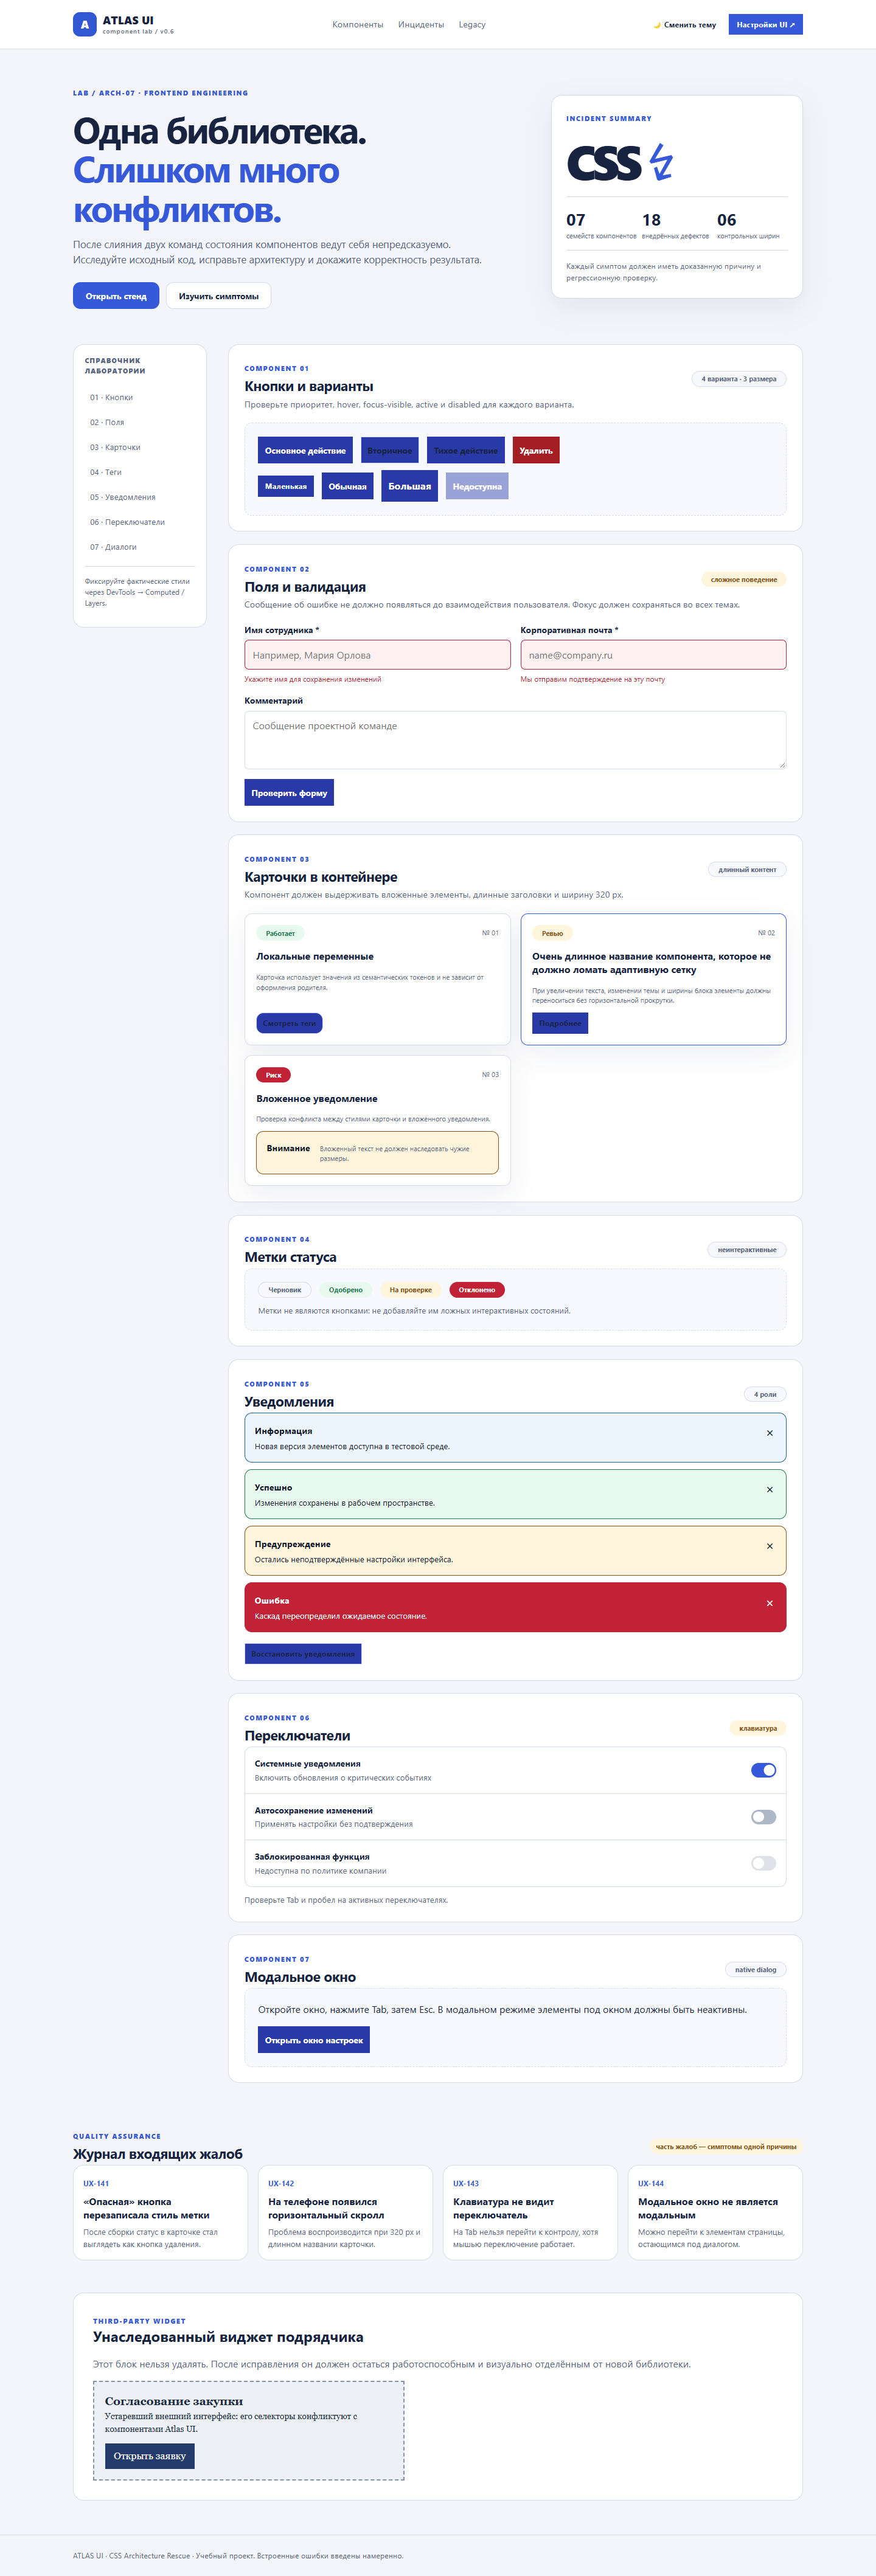 A
ATLAS UI
component lab / v0.6
Компоненты
Инциденты
Legacy
🌙 Сменить тему
Настройки UI ↗
LAB / ARCH-07 · FRONTEND ENGINEERING
Одна библиотека.
Слишком много
конфликтов.
После слияния двух команд состояния компонентов ведут себя непредсказуемо.
Исследуйте исходный код, исправьте архитектуру и докажите корректность результата.
Открыть стенд
Изучить симптомы
INCIDENT SUMMARY
CSS↯
07
семейств компонентов
18
внедрённых дефектов
06
контрольных ширин
Каждый симптом должен иметь доказанную причину и
регрессионную проверку.
СПРАВОЧНИК
ЛАБОРАТОРИИ
01 · Кнопки
02 · Поля
03 · Карточки
04 · Теги
05 · Уведомления
06 · Переключатели
07 · Диалоги
Фиксируйте фактические стили
через DevTools → Computed /
Layers.
COMPONENT 01
Кнопки и варианты
Проверьте приоритет, hover, focus-visible, active и disabled для каждого варианта.
4 варианта · 3 размера
Основное действие
Вторичное
Тихое действие
Удалить
Маленькая
Обычная
Большая
Недоступна
COMPONENT 02
Поля и валидация
Сообщение об ошибке не должно появляться до взаимодействия пользователя. Фокус должен сохраняться во всех темах.
сложное поведение
Имя сотрудника *
Например, Мария Орлова
Укажите имя для сохранения изменений
Корпоративная почта *
name@company.ru
Мы отправим подтверждение на эту почту
Комментарий
Сообщение проектной команде
Проверить форму
COMPONENT 03
Карточки в контейнере
Компонент должен выдерживать вложенные элементы, длинные заголовки и ширину 320 px.
длинный контент
Работает
№ 01
Локальные переменные
Карточка использует значения из семантических токенов и не зависит от
оформления родителя.
Смотреть теги
Ревью
№ 02
Очень длинное название компонента, которое не
должно ломать адаптивную сетку
При увеличении текста, изменении темы и ширины блока элементы должны
переноситься без горизонтальной прокрутки.
Подробнее
Риск
№ 03
Вложенное уведомление
Проверка конфликта между стилями карточки и вложенного уведомления.
Внимание
Вложенный текст не должен наследовать чужие
размеры.
COMPONENT 04
Метки статуса
неинтерактивные
Черновик
Одобрено
На проверке
Отклонено
Метки не являются кнопками: не добавляйте им ложных интерактивных состояний.
COMPONENT 05
Уведомления
4 роли
Информация
Новая версия элементов доступна в тестовой среде.
×
Успешно
Изменения сохранены в рабочем пространстве.
×
Предупреждение
Остались неподтверждённые настройки интерфейса.
×
Ошибка
Каскад переопределил ожидаемое состояние.
×
Восстановить уведомления
COMPONENT 06
Переключатели
клавиатура
Системные уведомления
Включить обновления о критических событиях
Автосохранение изменений
Применять настройки без подтверждения
Заблокированная функция
Недоступна по политике компании
Проверьте Tab и пробел на активных переключателях.
COMPONENT 07
Модальное окно
native dialog
Откройте окно, нажмите Tab, затем Esc. В модальном режиме элементы под окном должны быть неактивны.
Открыть окно настроек
QUALITY ASSURANCE
Журнал входящих жалоб
часть жалоб — симптомы одной причины
UX-141
«Опасная» кнопка
перезаписала стиль метки
После сборки статус в карточке стал
выглядеть как кнопка удаления.
UX-142
На телефоне появился
горизонтальный скролл
Проблема воспроизводится при 320 px и
длинном названии карточки.
UX-143
Клавиатура не видит
переключатель
На Tab нельзя перейти к контролу, хотя
мышью переключение работает.
UX-144
Модальное окно не является
модальным
Можно перейти к элементам страницы,
остающимся под диалогом.
THIRD-PARTY WIDGET
Унаследованный виджет подрядчика
Этот блок нельзя удалять. После исправления он должен остаться работоспособным и визуально отделённым от новой библиотеки.
Согласование закупки
Устаревший внешний интерфейс: его селекторы конфликтуют с
компонентами Atlas UI.
Открыть заявку
ATLAS UI · CSS Architecture Rescue · Учебный проект. Встроенные ошибки введены намеренно.